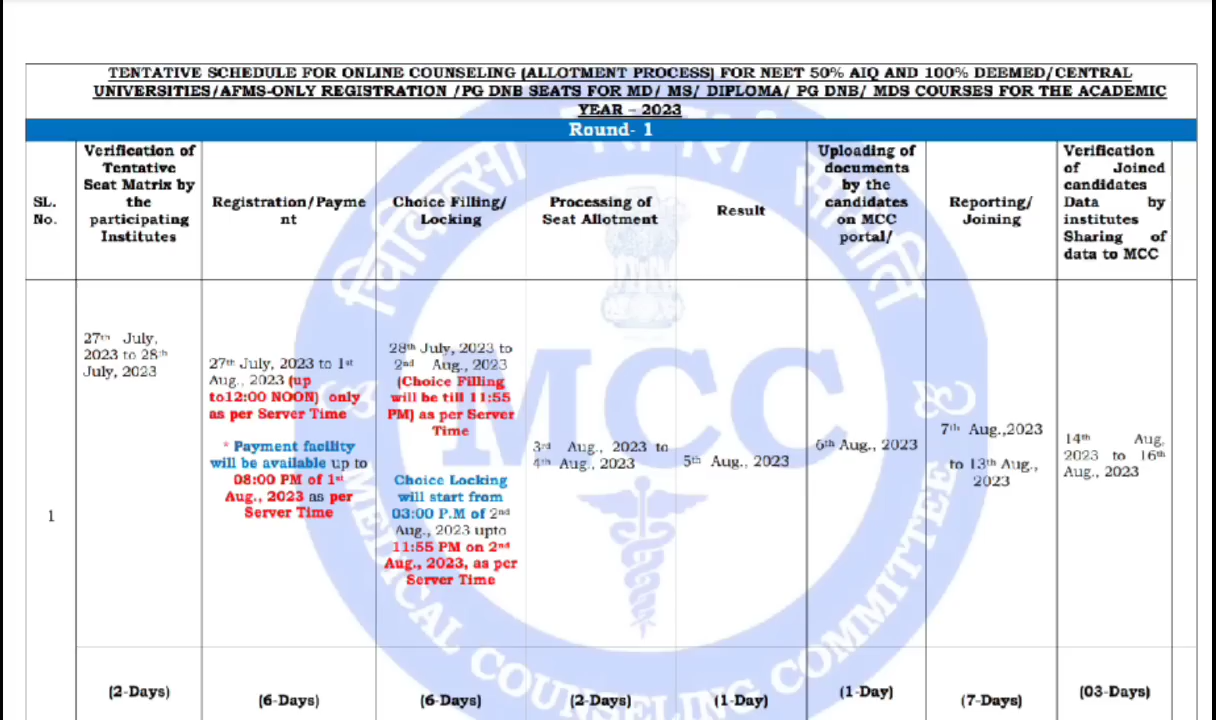 TENTATIVE SCHEDULE FOR ONLINE COUNSELING (ALLOTMENT PROCESS) FOR NEET 50% AIQ AND 100% DEEMED/CENTRAL
UNIVERSITIES/AFMS-ONLY REGISTRATION /PG DNB SEATS FOR MD/ MS/ DIPLOMA/ PG DNB/ MDS COURSES FOR THE ACADEMIC
YEAR – 2023
Round- 1
SL.
No.
Verification of
Tentative
Seat Matrix by
the
participating
Institutes
Registration/Payme
nt
Choice Filling/
Locking
Processing of
Seat Allotment
Result
Uploading of
documents
by the
candidates
on MCC
portal/
Reporting/
Joining
Verification
of Joined
candidates
Data by
institutes
Sharing of
data to MCC
1
27th July,
2023 to 28th
July, 2023
27th July, 2023 to 1st
Aug., 2023 (up
to12:00 NOON) only
as per Server Time
* Payment facility
will be available up to
08:00 PM of 1st
Aug., 2023 as per
Server Time
28th July, 2023 to
2nd Aug., 2023
(Choice Filling
will be till 11:55
PM) as per Server
Time
Choice Locking
will start from
03:00 P.M of 2nd
Aug., 2023 upto
11:55 PM on 2nd
Aug., 2023, as per
Server Time
3rd Aug., 2023 to
4th Aug., 2023
5th Aug., 2023
6th Aug., 2023
7th Aug.,2023
to 13th Aug.,
2023
14th Aug,
2023 to 16th
Aug., 2023
(2-Days)
(6-Days)
(6-Days)
(2-Days)
(1-Day)
(1-Day)
(7-Days)
(03-Days)
MCC
MEDICAL COUNSELING COMMITTEE